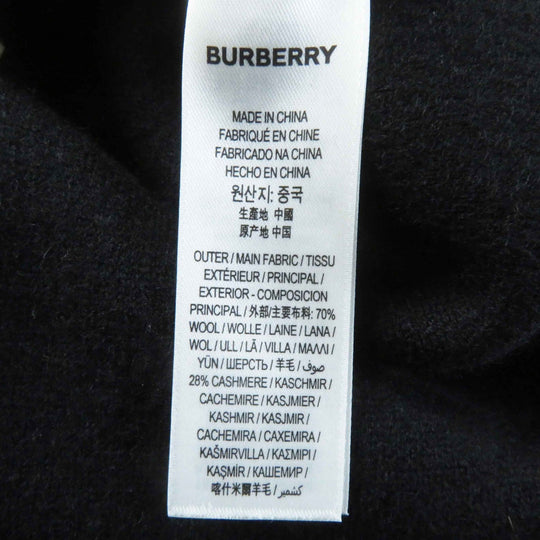 BURBERRY
MADE IN CHINA
FABRIQUÉ EN CHINE
FABRICADO NA CHINA
HECHO EN CHINA
원산지: 중국
生產地 中國
原产地 中国
OUTER / MAIN FABRIC / TISSU
EXTÉRIEUR / PRINCIPAL /
EXTERIOR - COMPOSICION
PRINCIPAL / 外部/主要布料: 70%
WOOL / WOLLE / LAINE / LANA /
WOL / ULL / LÃ / VILLA / ΜΑΛΛΙ /
YÜN / ШЕРСТЬ / 羊毛 / صوف
28% CASHMERE / KASCHMIR /
CACHEMIRE / KASJMIER /
KASHMIR / KASJMIR /
CACHEMIRA / CAXEMIRA /
KAŠMIRVILLA / ΚΑΣΜΙΡΙ /
KAŞMİR / КАШЕМИР /
喀什米爾羊毛 / كشمير